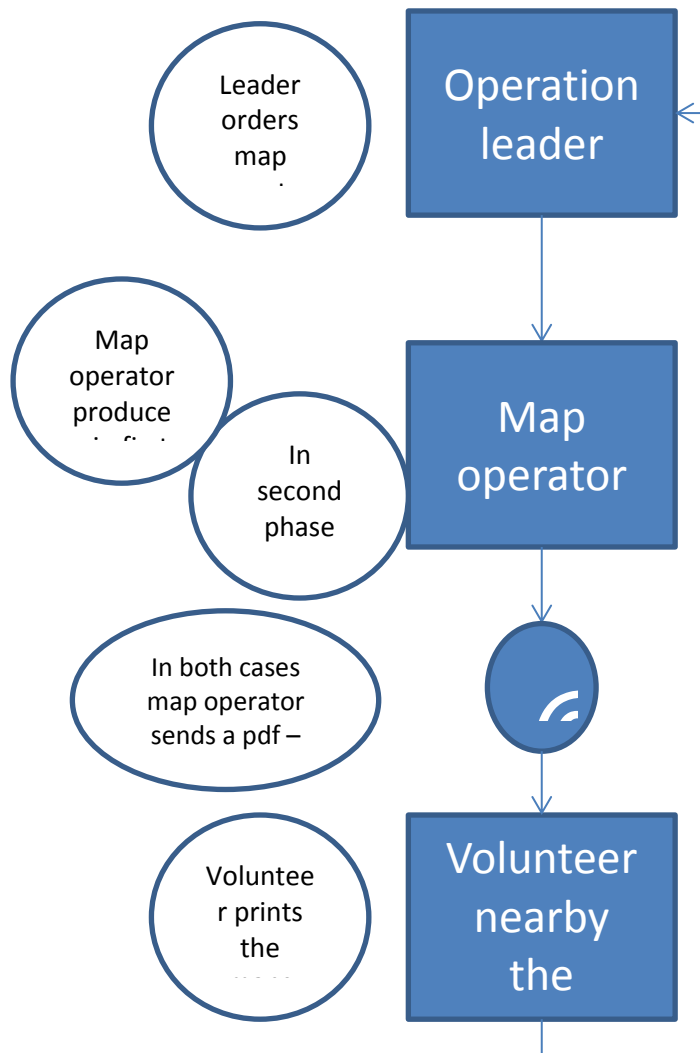 Leader
orders
map
Operation
leader
Map
operator
produce
In
second
phase
Map
operator
In both cases
map operator
sends a pdf –
Voluntee
r prints
the
Volunteer
nearby
the